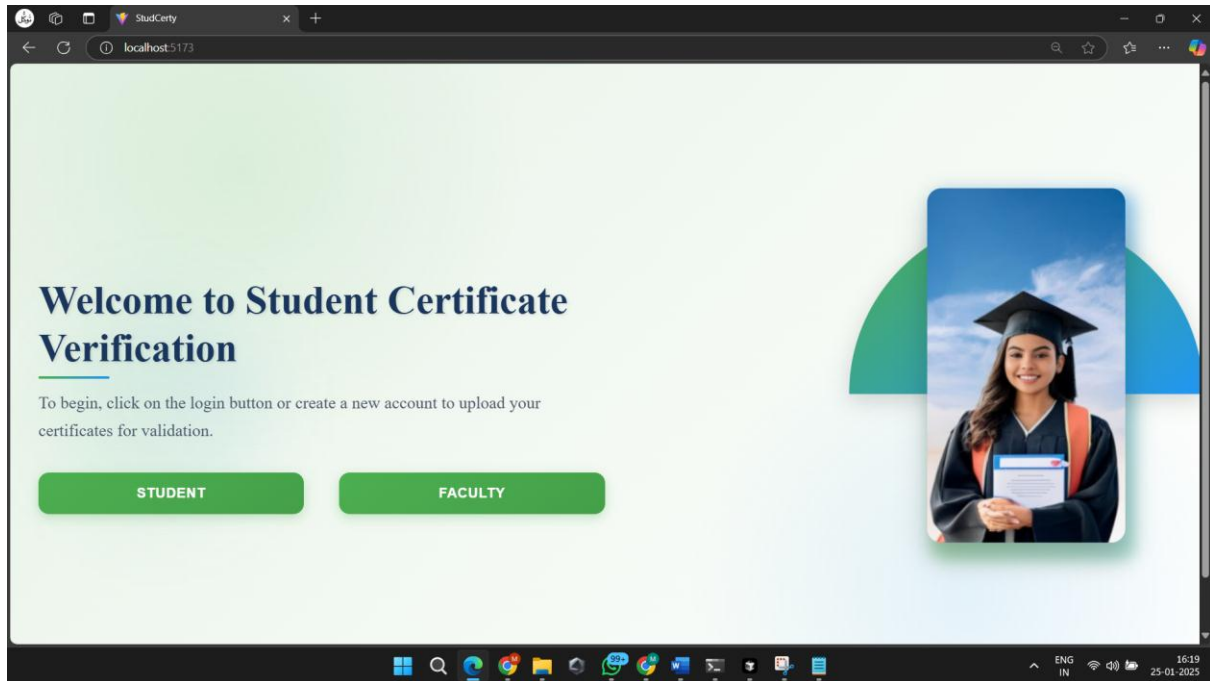 StudCerty
localhost:5173
Welcome to Student Certificate
Verification
To begin, click on the login button or create a new account to upload your
certificates for validation.
STUDENT
FACULTY
99+
ENG
IN
16:19
25-01-2025